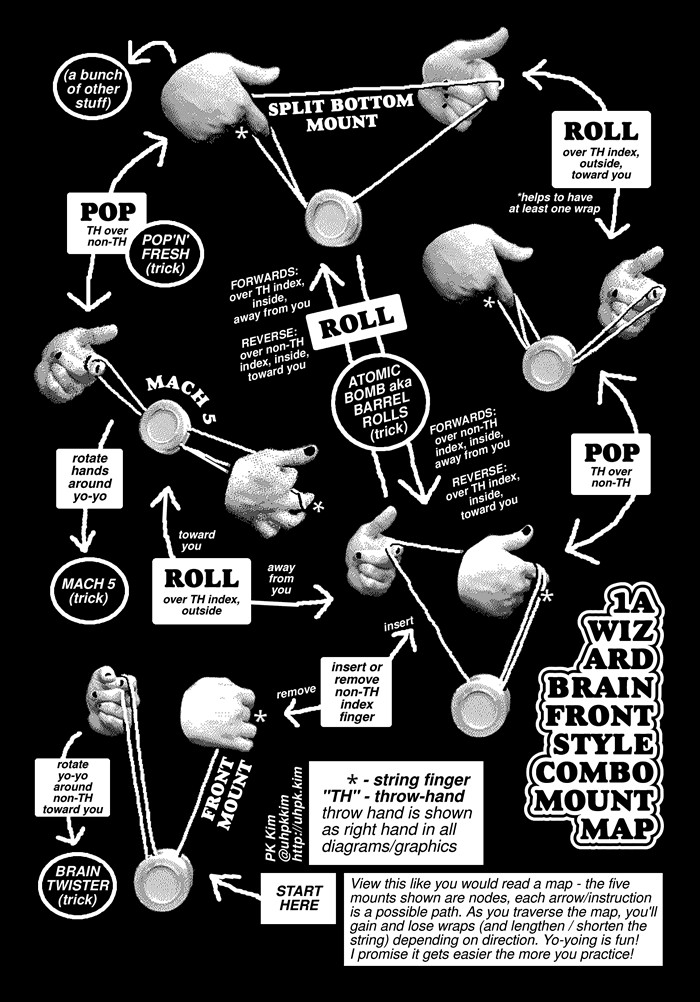 (a bunch
of other
stuff)
*
SPLIT BOTTOM
MOUNT
ROLL
over TH index,
outside,
toward you
*helps to have
at least one wrap
POP
TH over
non-TH
POP'N'
FRESH
(trick)
FORWARDS:
over TH index,
inside,
away from you
REVERSE:
over non-TH
index, inside,
toward you
ROLL
*
ATOMIC
BOMB aka
BARREL
ROLLS
(trick)
MACH 5
*
FORWARDS:
over non-TH
index, inside,
away from you
REVERSE:
over TH index,
inside,
toward you
POP
TH over
non-TH
rotate
hands
around
yo-yo
MACH 5
(trick)
toward
you
ROLL
over TH index,
outside
away
from
you
*
insert
insert or
remove
non-TH
index
finger
remove
*
FRONT
MOUNT
rotate
yo-yo
around
non-TH
toward you
BRAIN
TWISTER
(trick)
START
HERE
PK Kim
@uhpkkim
http://uhpk.kim
* - string finger
"TH" - throw-hand
throw hand is shown
as right hand in all
diagrams/graphics
1A
WIZ
ARD
BRAIN
FRONT
STYLE
COMBO
MOUNT
MAP
View this like you would read a map - the five
mounts shown are nodes, each arrow/instruction
is a possible path. As you traverse the map, you'll
gain and lose wraps (and lengthen / shorten the
string) depending on direction. Yo-yoing is fun!
I promise it gets easier the more you practice!